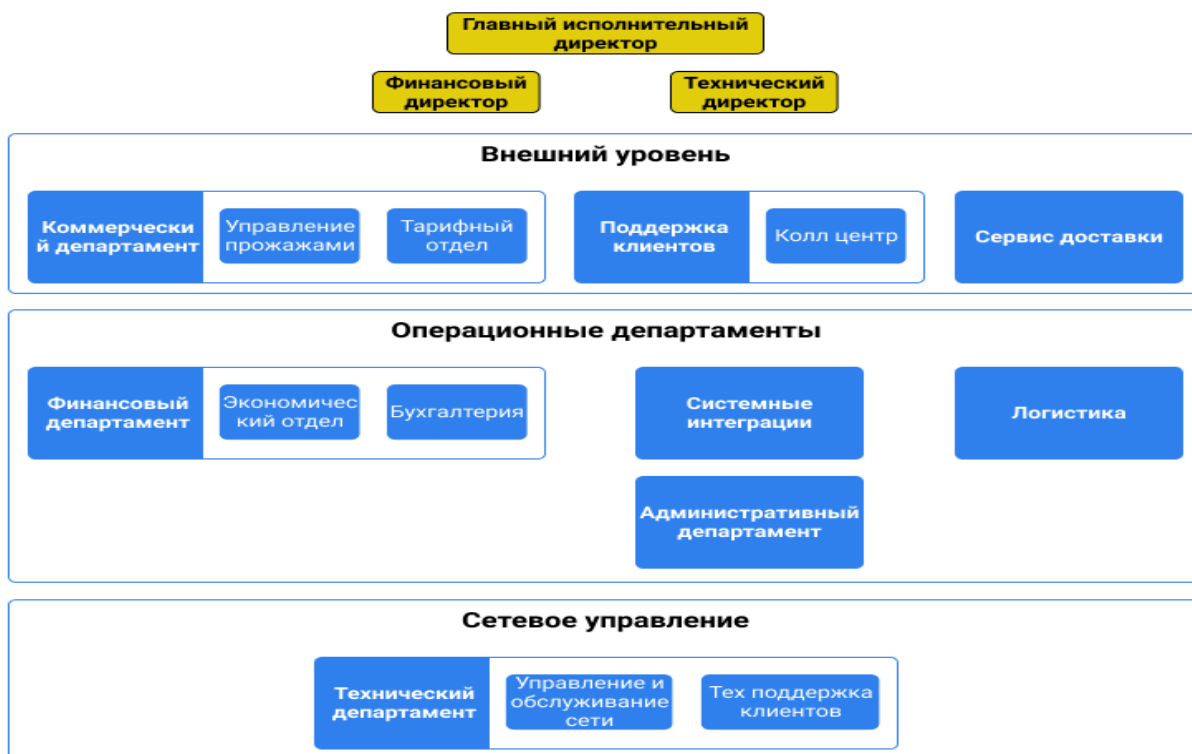 Главный исполнительный
директор
Финансовый
директор
Технический
директор
Внешний уровень
Коммерчески
й департамент
Управление
прожажами
Тарифный
отдел
Поддержка
клиентов
Колл центр
Сервис доставки
Операционные департаменты
Финансовый
департамент
Экономичес
кий отдел
Бухгалтерия
Системные
интеграции
Логистика
Административный
департамент
Сетевое управление
Технический
департамент
Управление и
обслуживание
сети
Тех поддержка
клиентов